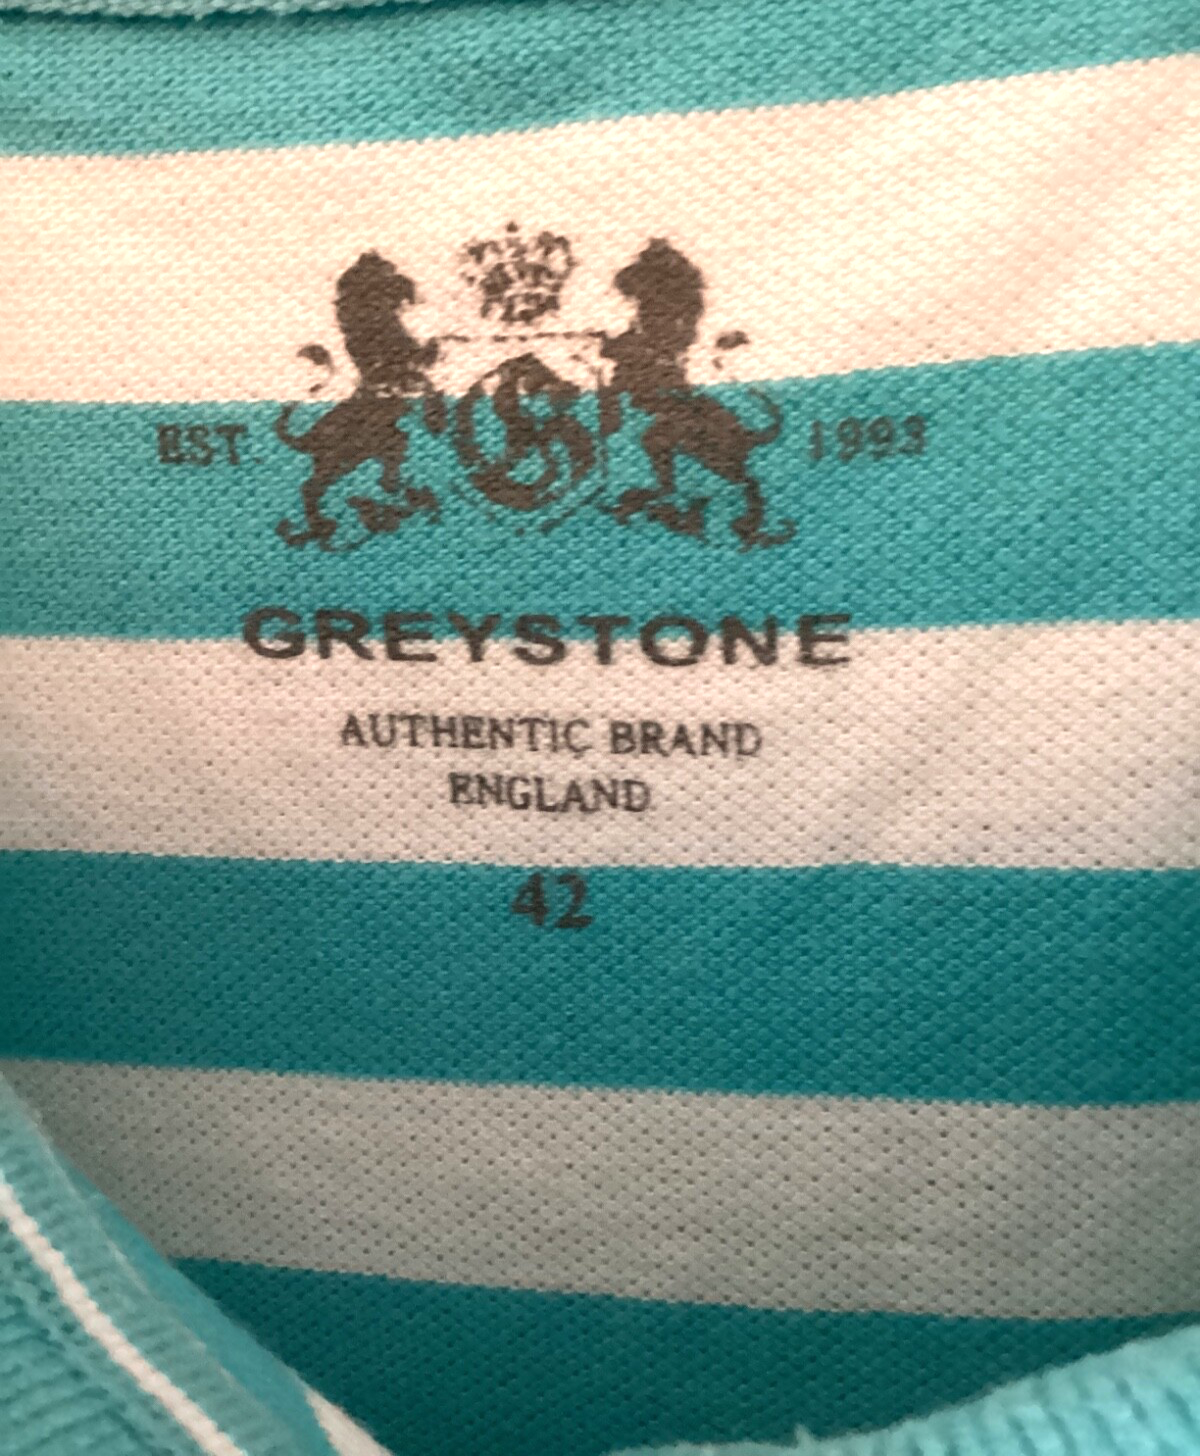 EST. 1993
GREYSTONE
AUTHENTIC BRAND
ENGLAND
42